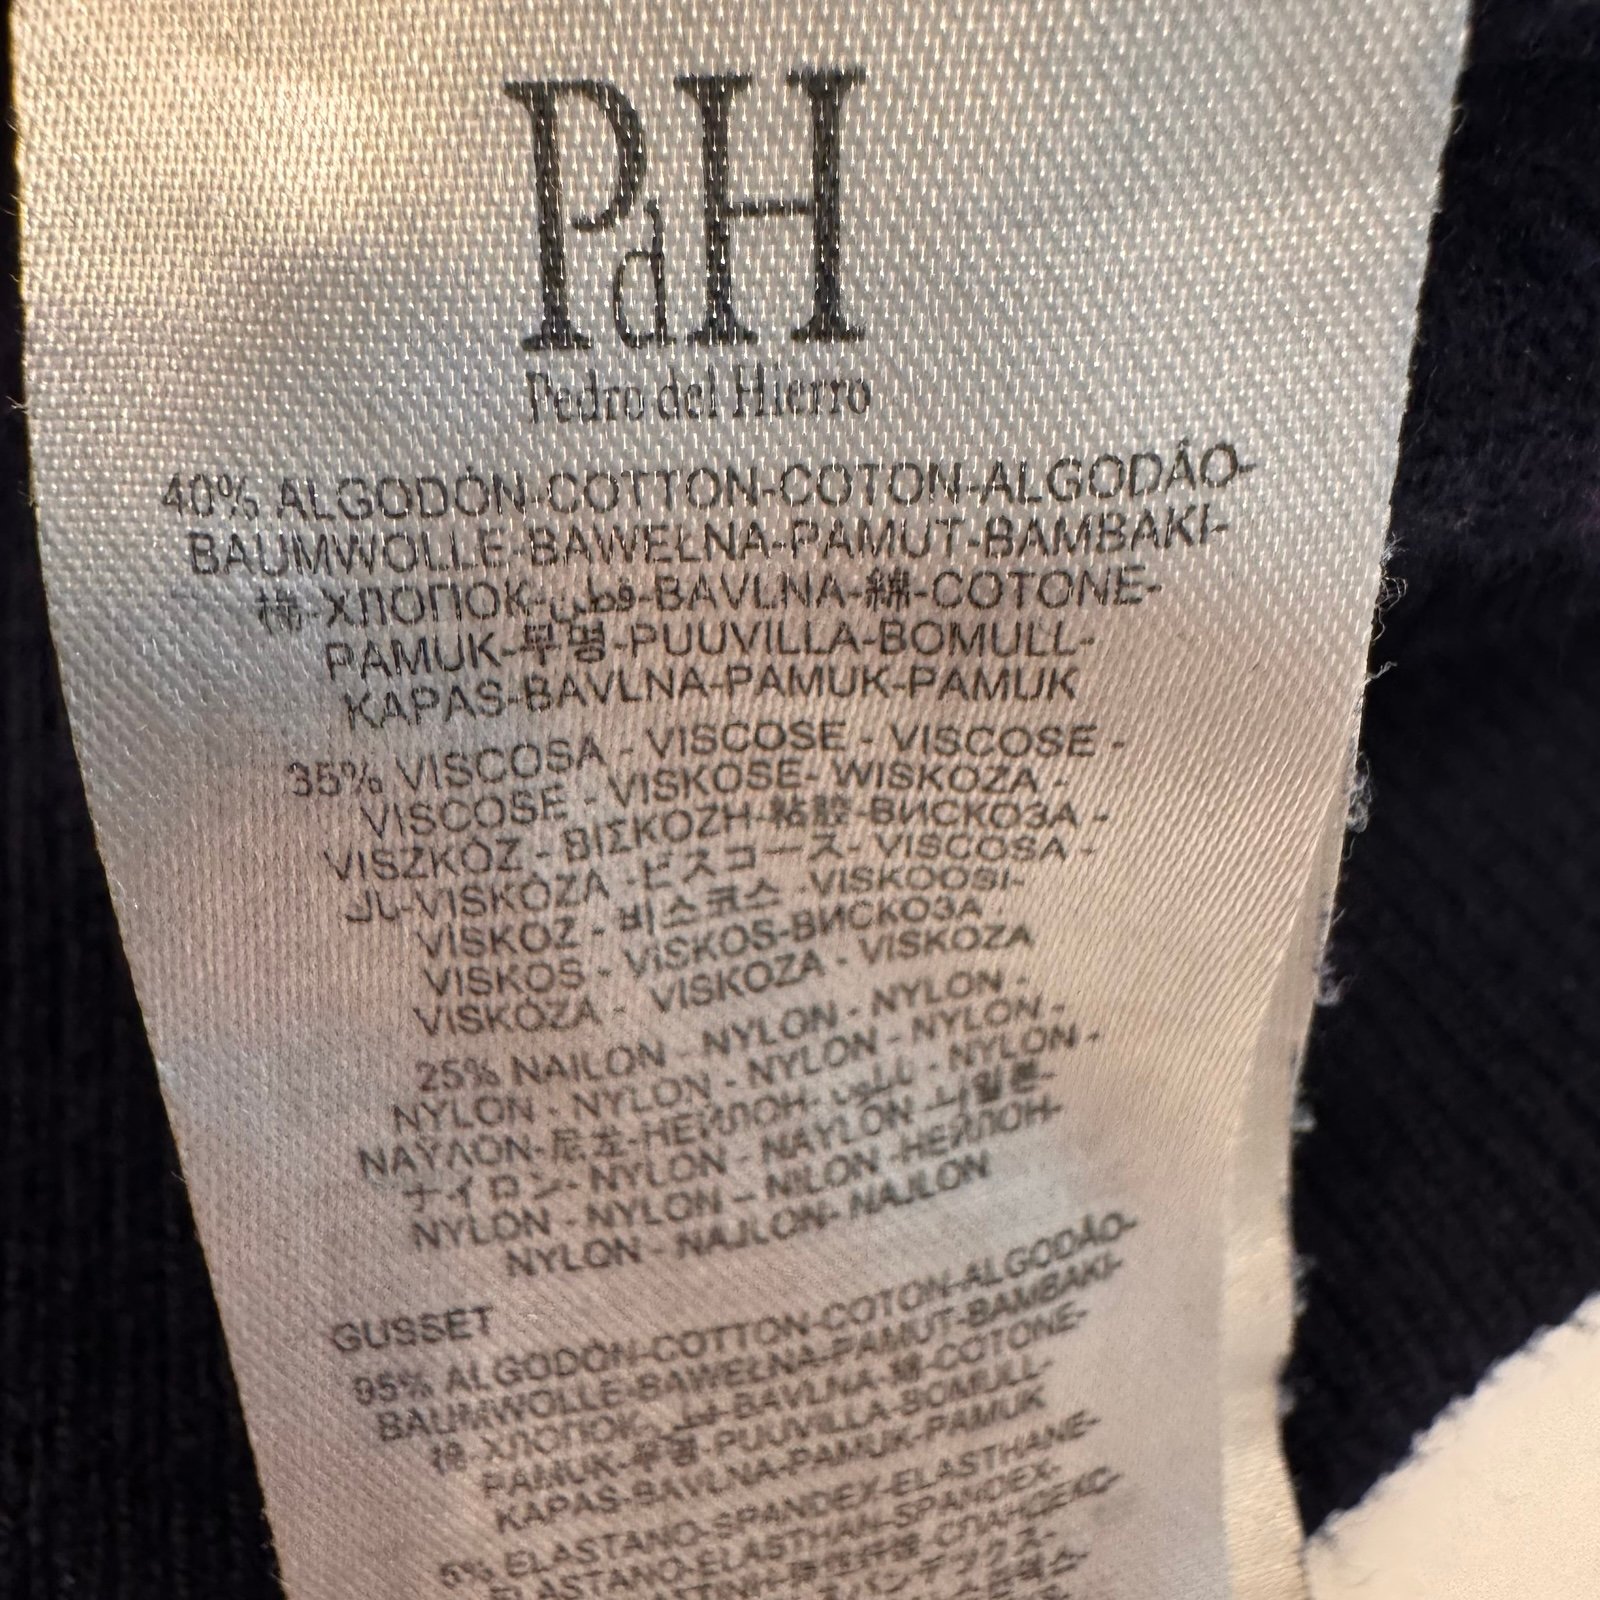 PdH
Pedro del Hierro
40% ALGODÓN-COTTON-COTON-ALGODÃO-
BAUMWOLLE-BAWEŁNA-PAMUT-BAMBAKI-
棉-ХЛОПОК-قطن-BAVLNA-綿-COTONE-
PAMUK-무명-PUUVILLA-BOMULL-
KAPAS-BAVLNA-PAMUK-PAMUK
35% VISCOSA - VISCOSE - VISCOSE -
VISCOSE - VISKOSE- WISKOZA -
VISZKÓZ - ΒΙΣΚΟΖΗ-粘胶-ВИСКОЗА -
VISKÓZA -ビスコース- VISCOSA -
VISKOZ - 비스코스 -VISKOOSI-
VISKOS - VISKOS-ВИСКОЗА -
VISKÓZA - VISKOZA - VISKOZA
25% NAILON - NYLON - NYLON -
NYLON - NYLON - NYLON - NYLON -
ΝΑΥΛΟΝ-尼龙-НЕЙЛОН- - NYLON -
ナイロン- NYLON - NAYLON 나일론-
NYLON - NYLON – NILON -НЕЙЛОН-
NYLON - NAJLON- NAJLON
GUSSET
95% ALGODÓN-COTTON-COTON-ALGODÃO-
BAUMWOLLE-BAWEŁNA-PAMUT-BAMBAKI-
棉-ХЛОПОК-قطن-BAVLNA-綿-COTONE-
PAMUK-무명-PUUVILLA-BOMULL-
KAPAS-BAVLNA-PAMUK-PAMUK
5% ELASTANO-SPANDEX-ELASTHANE-
ELASTANO-ELASTHAN-SPANDEX-